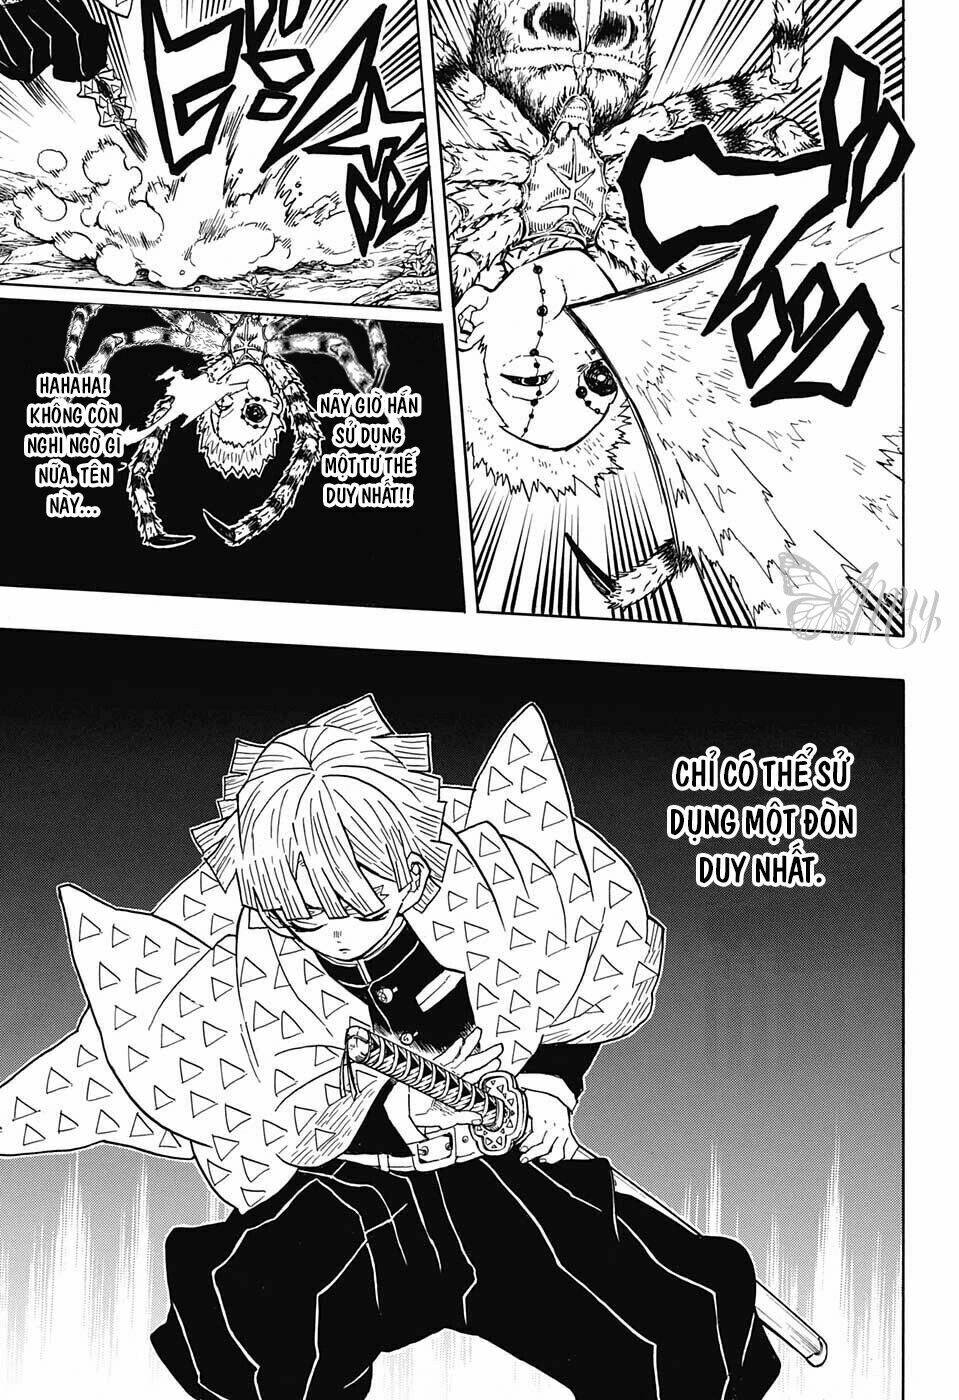 NÃY GIỜ HẮN
SỬ DỤNG
MỘT TƯ THẾ
DUY NHẤT!!
HAHAHA!
KHÔNG CÒN
NGHI NGỜ GÌ
NỮA. TÊN
NÀY...
CHỈ CÓ THỂ SỬ
DỤNG MỘT ĐÒN
DUY NHẤT.